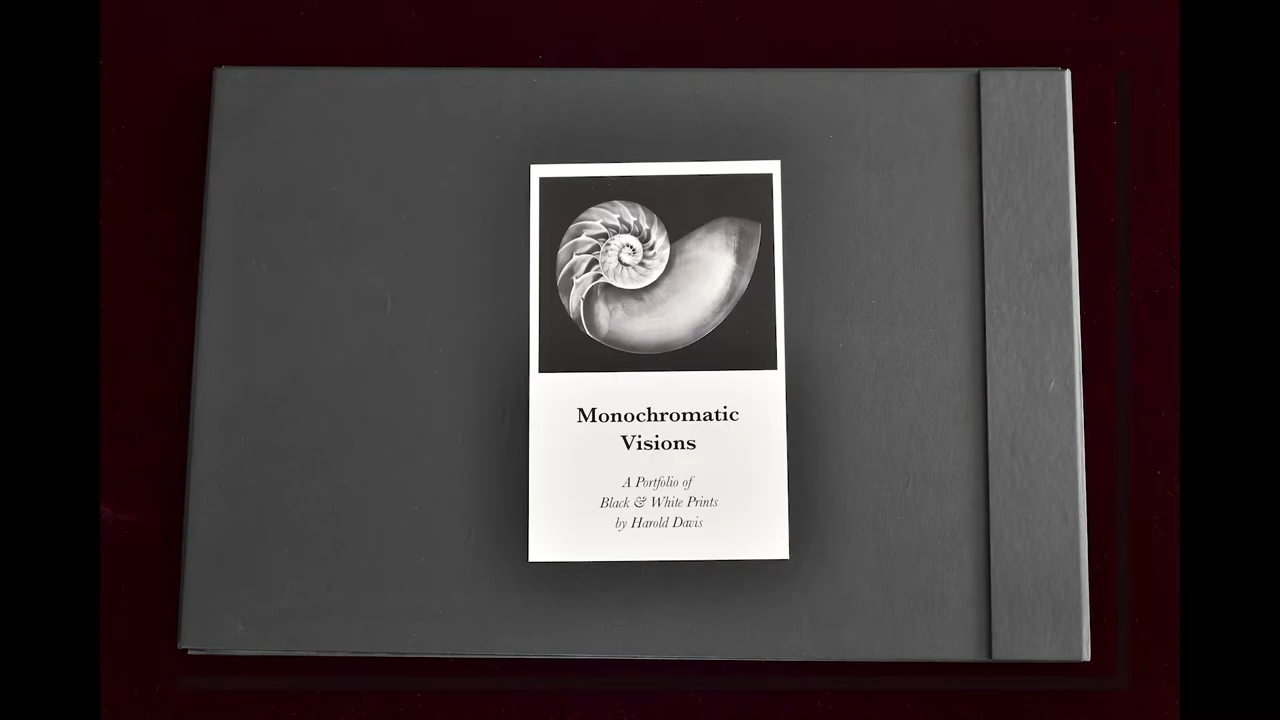 Monochromatic
Visions
A Portfolio of
Black & White Prints
by Harold Davis